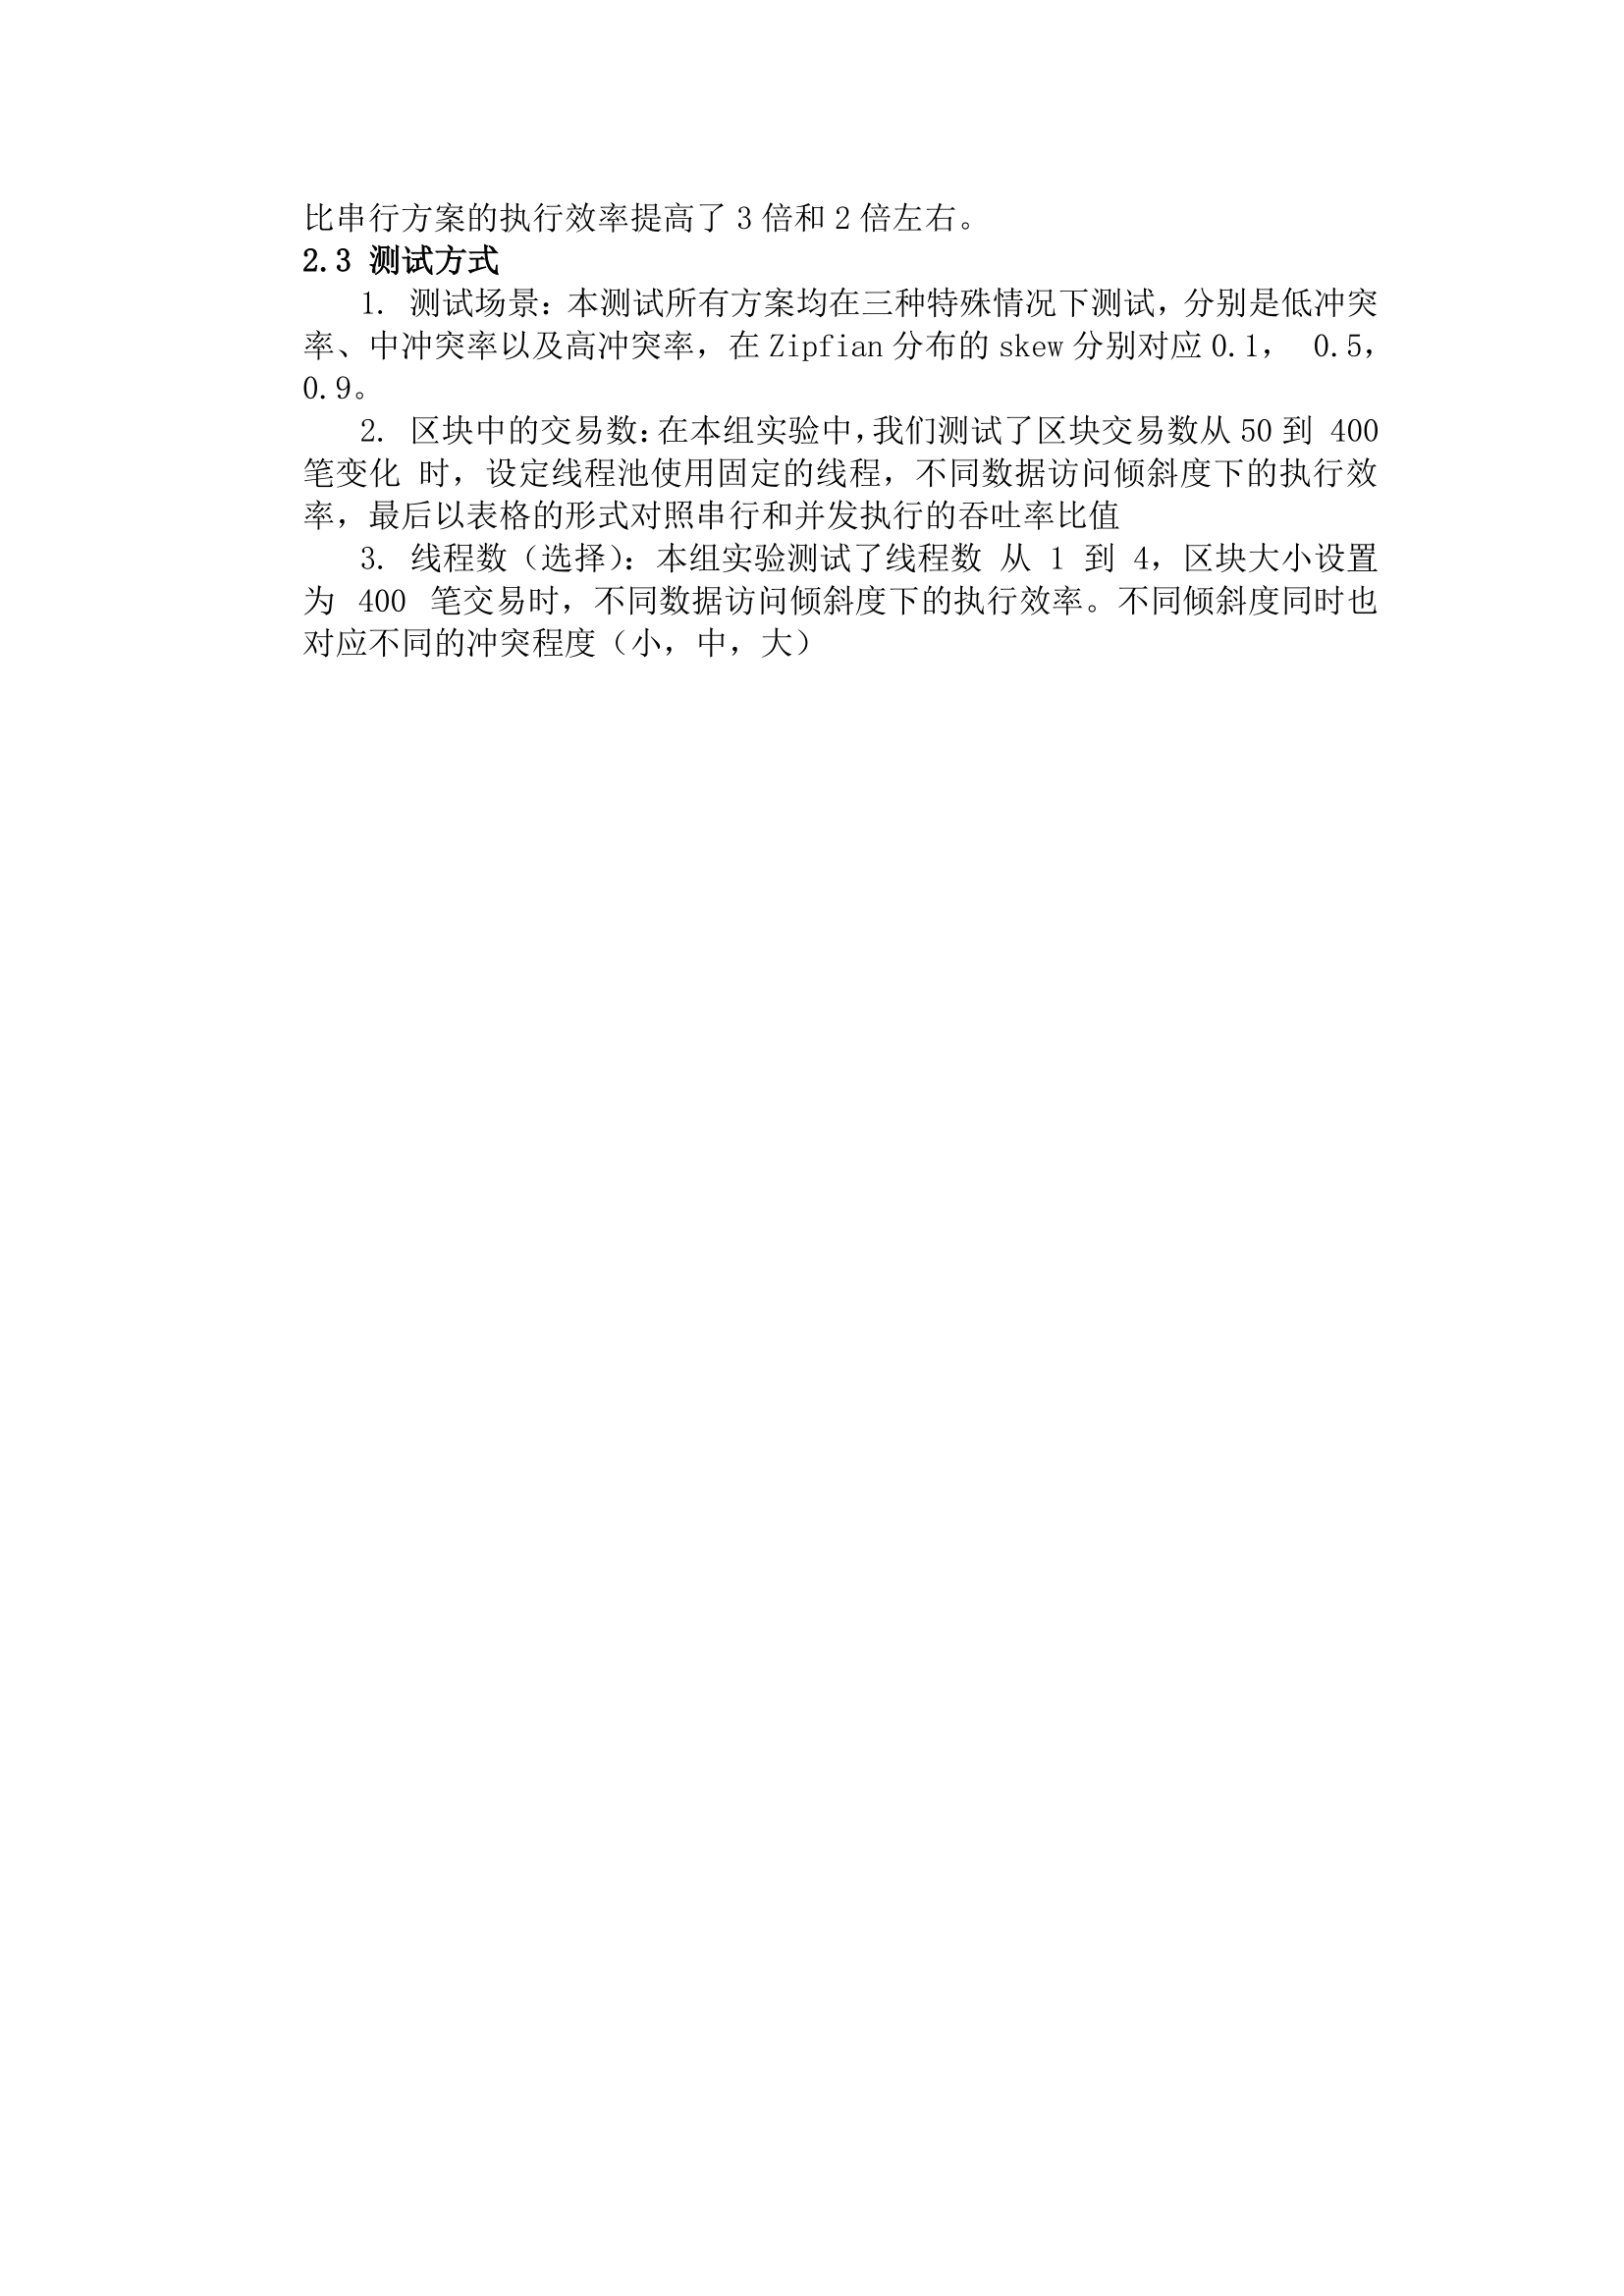 比串行方案的执行效率提高了 3 倍和 2 倍左右。
2.3 测试方式
1. 测试场景：本测试所有方案均在三种特殊情况下测试，分别是低冲突
率、中冲突率以及高冲突率，在 Zipfian 分布的 skew 分别对应 0.1， 0.5，
0.9。
2. 区块中的交易数：在本组实验中，我们测试了区块交易数从 50 到 400
笔变化 时，设定线程池使用固定的线程，不同数据访问倾斜度下的执行效
率，最后以表格的形式对照串行和并发执行的吞吐率比值
3. 线程数（选择）：本组实验测试了线程数 从 1 到 4，区块大小设置
为 400 笔交易时，不同数据访问倾斜度下的执行效率。不同倾斜度同时也
对应不同的冲突程度（小，中，大）